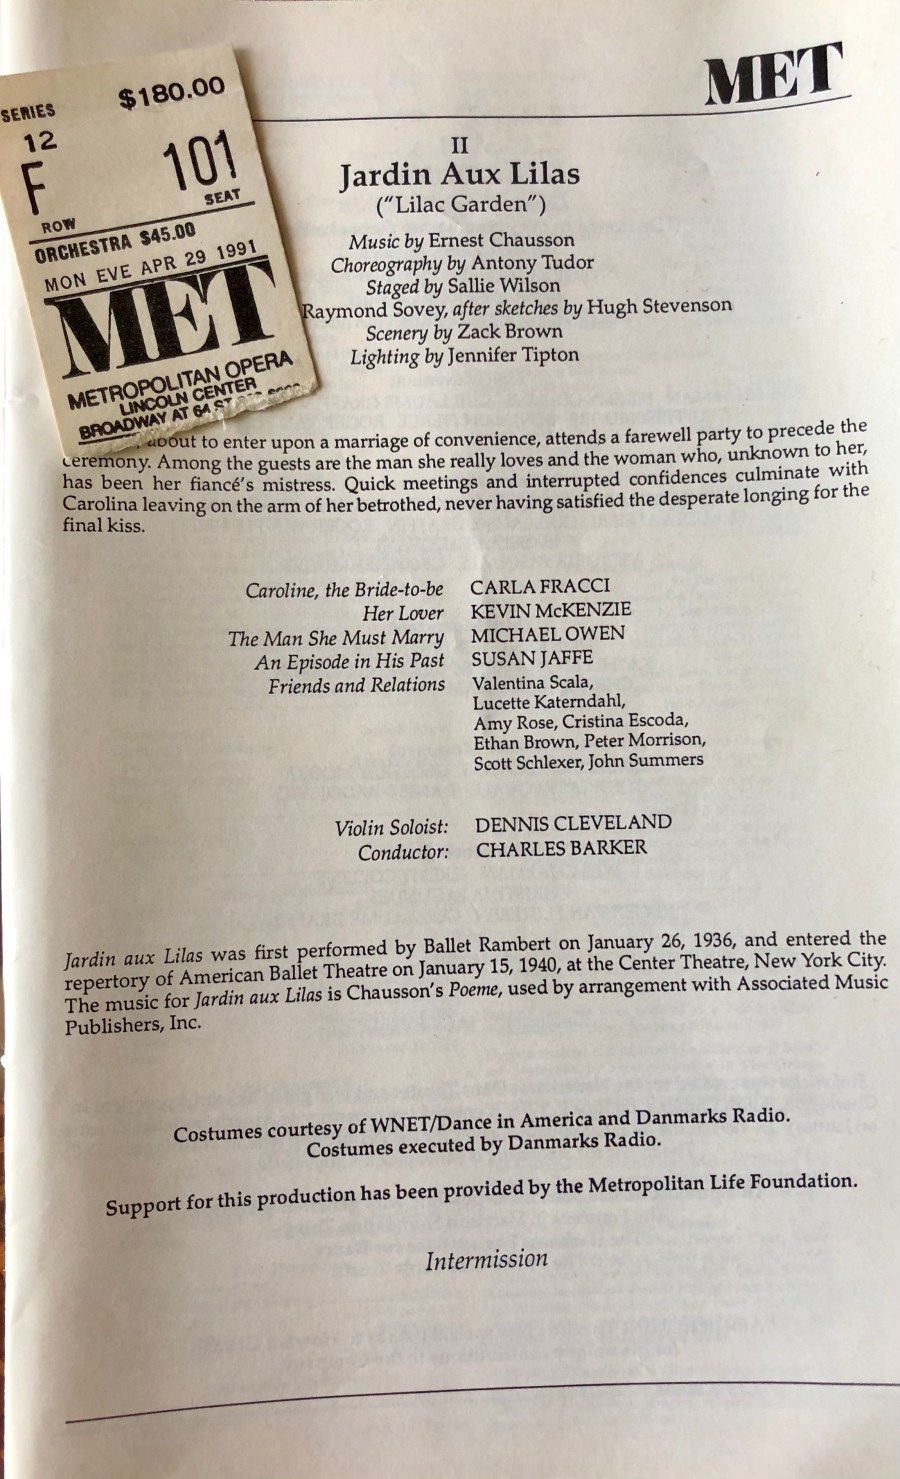 SERIES $180.00
12
F 101
ROW SEAT
ORCHESTRA $45.00
MON EVE APR 29 1991
MET
METROPOLITAN OPERA
LINCOLN CENTER
BROADWAY AT 64 ST
MET
II
Jardin Aux Lilas
("Lilac Garden")
Music by Ernest Chausson
Choreography by Antony Tudor
Staged by Sallie Wilson
Raymond Sovey, after sketches by Hugh Stevenson
Scenery by Zack Brown
Lighting by Jennifer Tipton
about to enter upon a marriage of convenience, attends a farewell party to precede the
ceremony. Among the guests are the man she really loves and the woman who, unknown to her,
has been her fiancé's mistress. Quick meetings and interrupted confidences culminate with
Carolina leaving on the arm of her betrothed, never having satisfied the desperate longing for the
final kiss.
Caroline, the Bride-to-be CARLA FRACCI
Her Lover KEVIN McKENZIE
The Man She Must Marry MICHAEL OWEN
An Episode in His Past SUSAN JAFFE
Friends and Relations Valentina Scala,
Lucette Katerndahl,
Amy Rose, Cristina Escoda,
Ethan Brown, Peter Morrison,
Scott Schlexer, John Summers
Violin Soloist: DENNIS CLEVELAND
Conductor: CHARLES BARKER
Jardin aux Lilas was first performed by Ballet Rambert on January 26, 1936, and entered the
repertory of American Ballet Theatre on January 15, 1940, at the Center Theatre, New York City.
The music for Jardin aux Lilas is Chausson's Poeme, used by arrangement with Associated Music
Publishers, Inc.
Costumes courtesy of WNET/Dance in America and Danmarks Radio.
Costumes executed by Danmarks Radio.
Support for this production has been provided by the Metropolitan Life Foundation.
Intermission